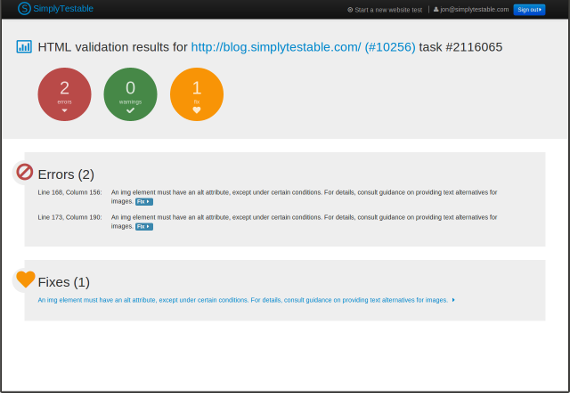 SimplyTestable
Start a new website test
jon@simplytestable.com
Sign out
HTML validation results for http://blog.simplytestable.com/ (#10256) task #2116065
2
errors
0
warnings
1
fix
Errors (2)
Line 168, Column 156: An img element must have an alt attribute, except under certain conditions. For details, consult guidance on providing text alternatives for
images. Fix
Line 173, Column 190: An img element must have an alt attribute, except under certain conditions. For details, consult guidance on providing text alternatives for
images. Fix
Fixes (1)
An img element must have an alt attribute, except under certain conditions. For details, consult guidance on providing text alternatives for images.